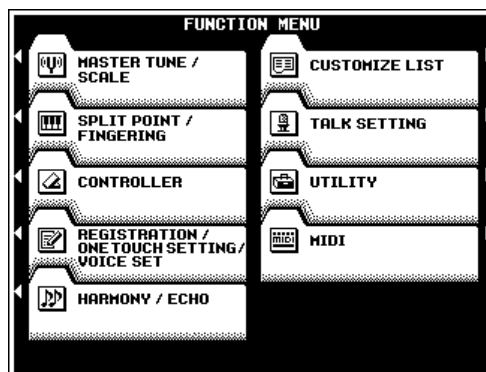 FUNCTION MENU
MASTER TUNE /
SCALE
SPLIT POINT /
FINGERING
CONTROLLER
REGISTRATION /
ONE TOUCH SETTING/
VOICE SET
HARMONY / ECHO
CUSTOMIZE LIST
TALK SETTING
UTILITY
MIDI
MIDI